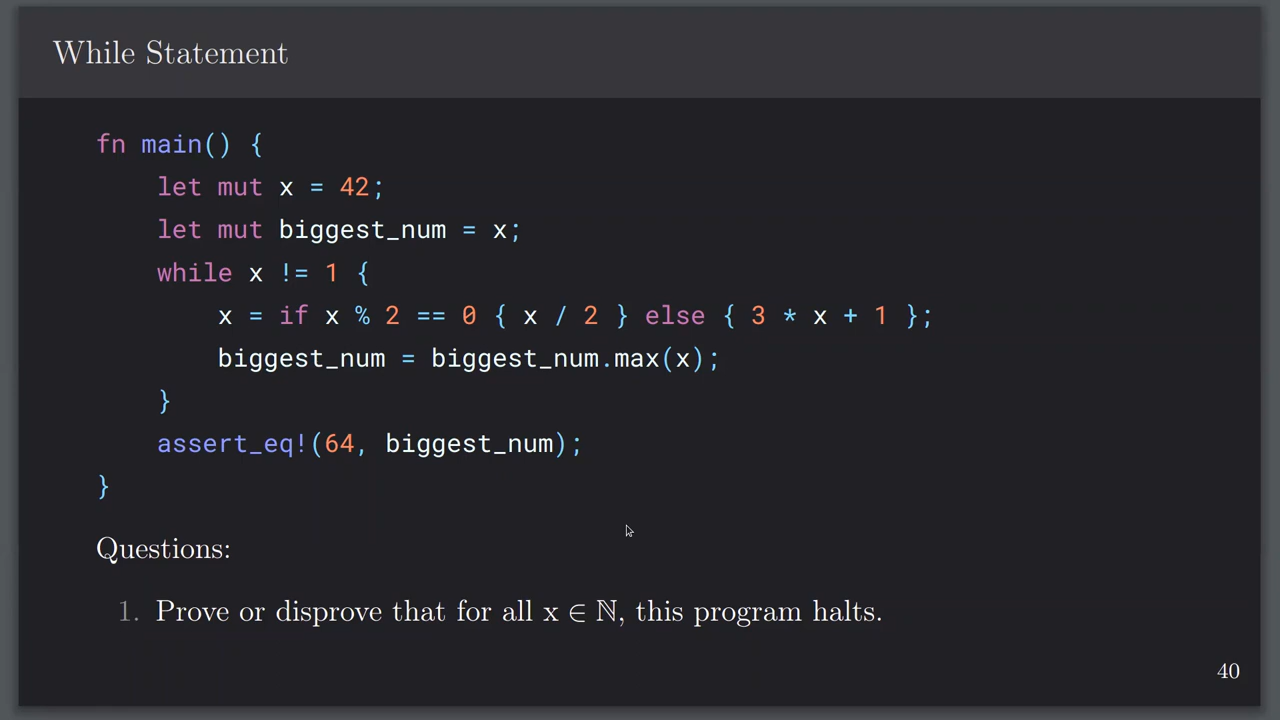 While Statement
fn main() {
    let mut x = 42;
    let mut biggest_num = x;
    while x != 1 {
        x = if x % 2 == 0 { x / 2 } else { 3 * x + 1 };
        biggest_num = biggest_num.max(x);
    }
    assert_eq!(64, biggest_num);
}
Questions:
1. Prove or disprove that for all x ∈ ℕ, this program halts.
40